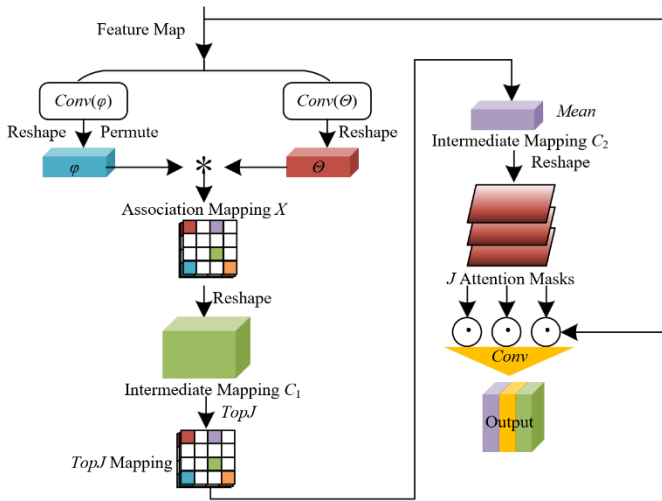 Feature Map
Conv(φ)
Conv(Θ)
Reshape
Permute
Reshape
φ
*
Θ
Association Mapping X
Reshape
Intermediate Mapping C1
TopJ
TopJ Mapping
Mean
Intermediate Mapping C2
Reshape
J Attention Masks
Conv
Output